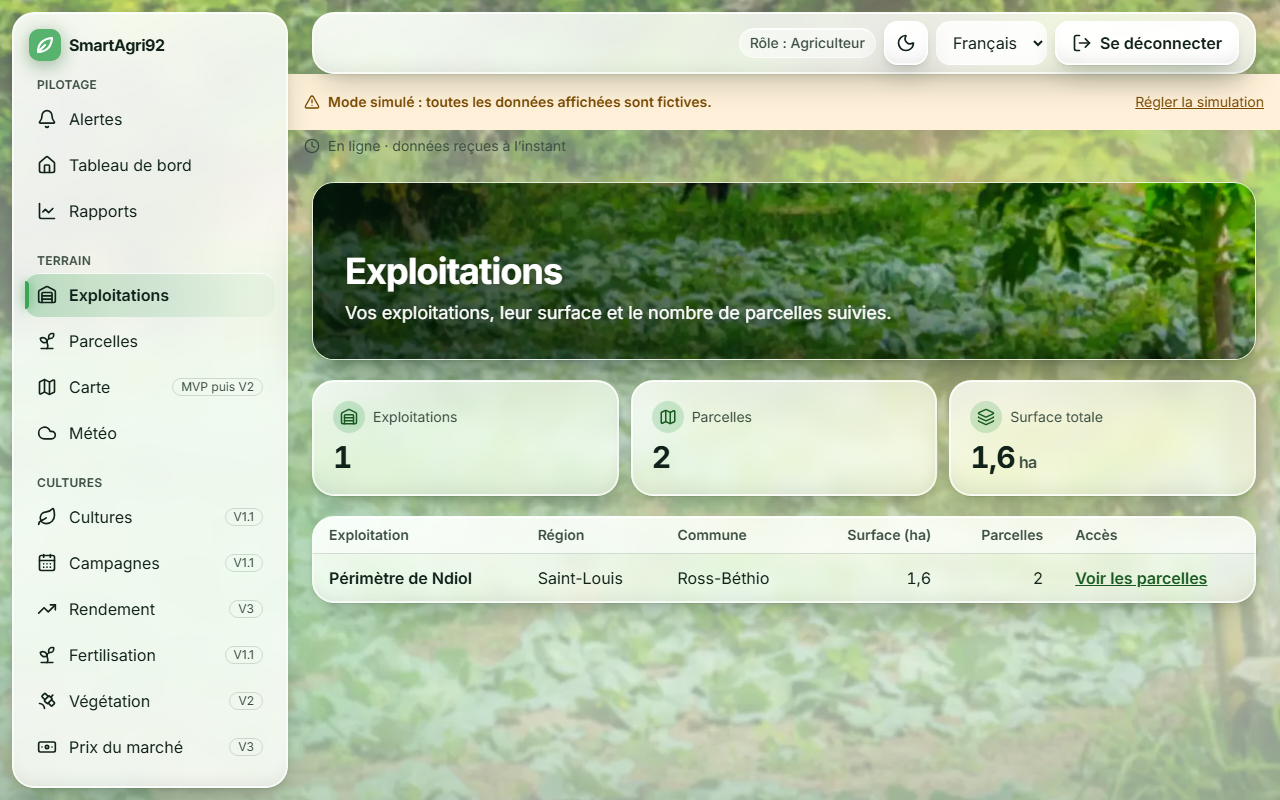 SmartAgri92
PILOTAGE
Alertes
Tableau de bord
Rapports
TERRAIN
Exploitations
Parcelles
Carte MVP puis V2
Météo
CULTURES
Cultures V1.1
Campagnes V1.1
Rendement V3
Fertilisation V1.1
Végétation V2
Prix du marché V3
Rôle : Agriculteur Français Se déconnecter
Mode simulé : toutes les données affichées sont fictives. Régler la simulation
En ligne · données reçues à l'instant
Exploitations
Vos exploitations, leur surface et le nombre de parcelles suivies.
Exploitations
1
Parcelles
2
Surface totale
1,6 ha
Exploitation Région Commune Surface (ha) Parcelles Accès
Périmètre de Ndiol Saint-Louis Ross-Béthio 1,6 2 Voir les parcelles